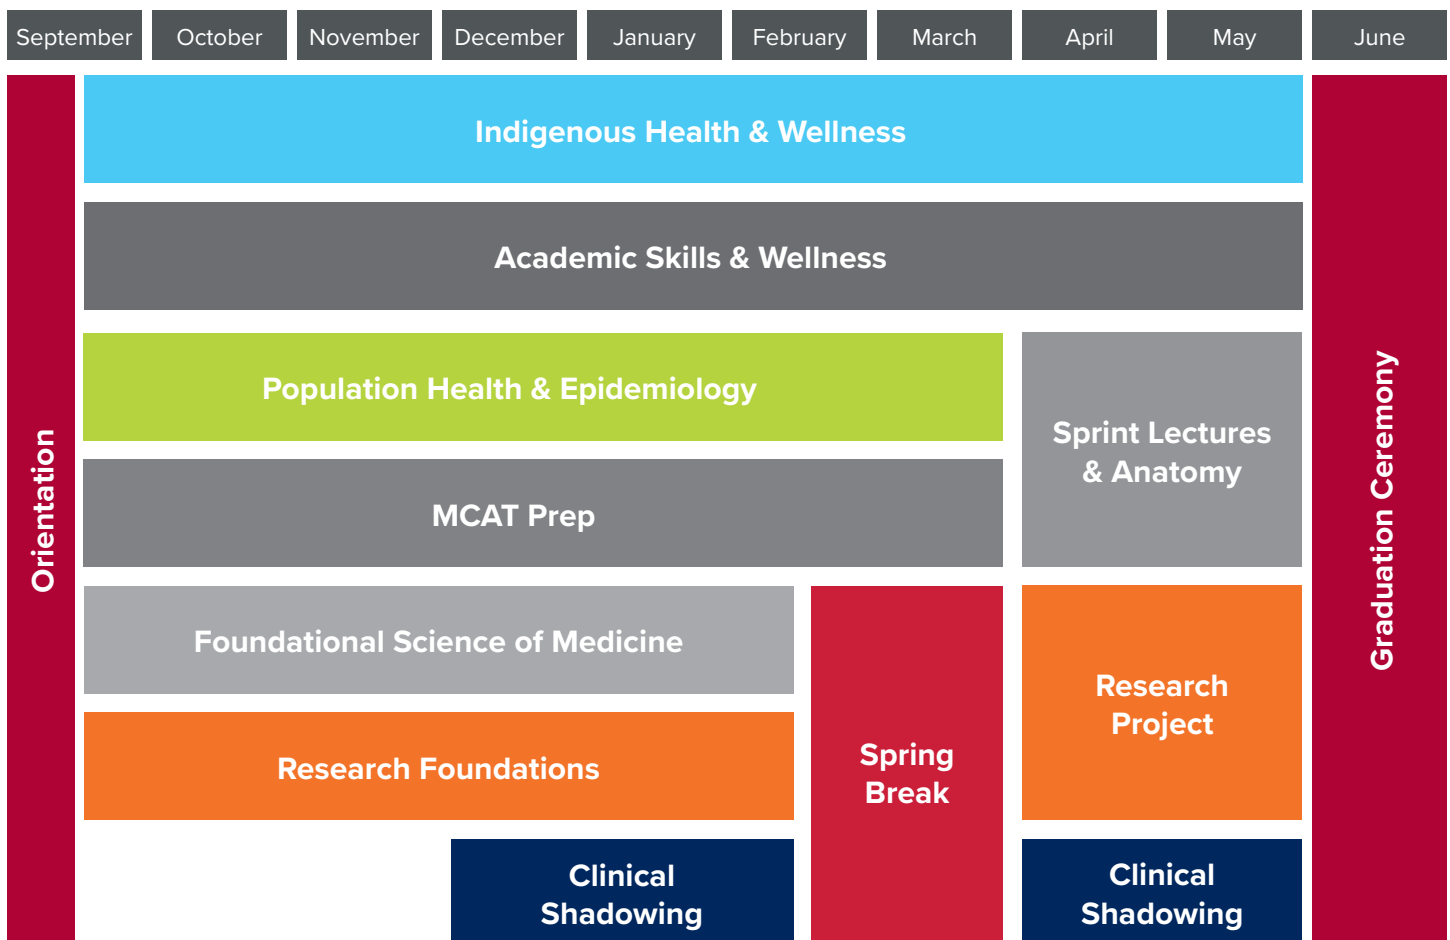 September October November December January February March April May June
Indigenous Health & Wellness
Academic Skills & Wellness
Population Health & Epidemiology
MCAT Prep
Sprint Lectures
& Anatomy
Orientation
Foundational Science of Medicine
Research Foundations
Spring
Break
Research
Project
Clinical
Shadowing
Clinical
Shadowing
Graduation Ceremony